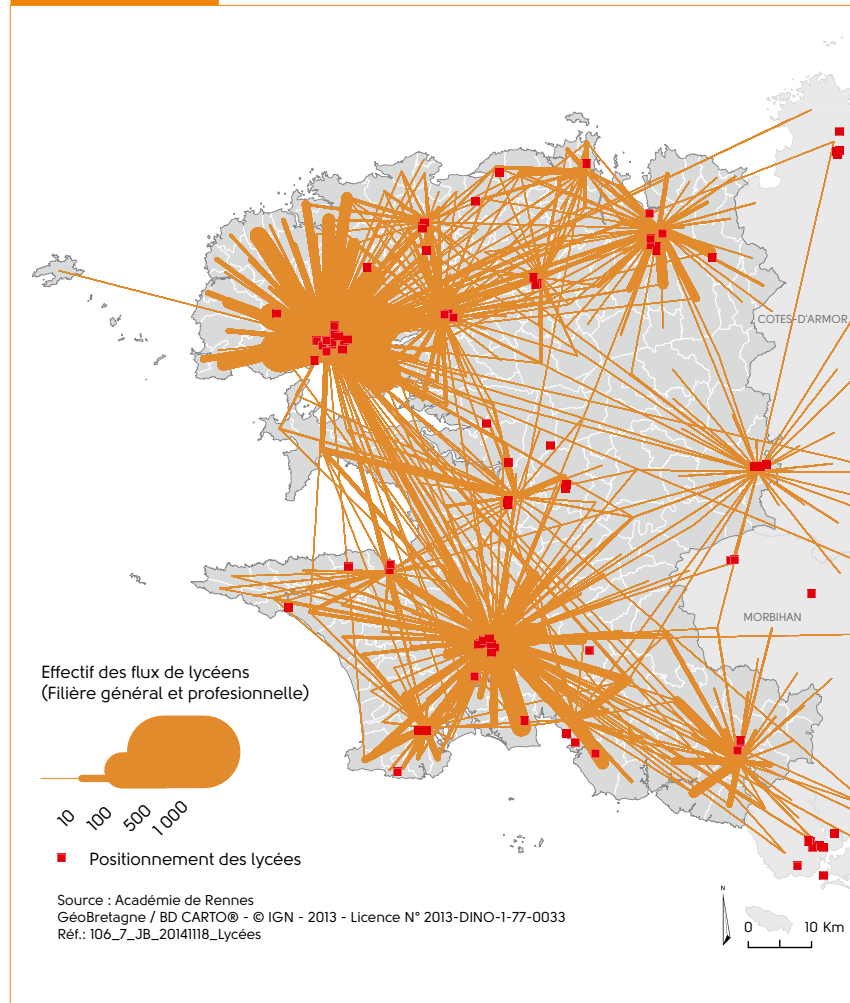 COTES-D'ARMOR
MORBIHAN
Effectif des flux de lycéens
(Filière général et profesionnelle)
10
100
500
1 000
Positionnement des lycées
Source : Académie de Rennes
GéoBretagne / BD CARTO® - © IGN - 2013 - Licence N° 2013-DINO-1-77-0033
Réf.: 106_7_JB_20141118_Lycées
N
0 10 Km